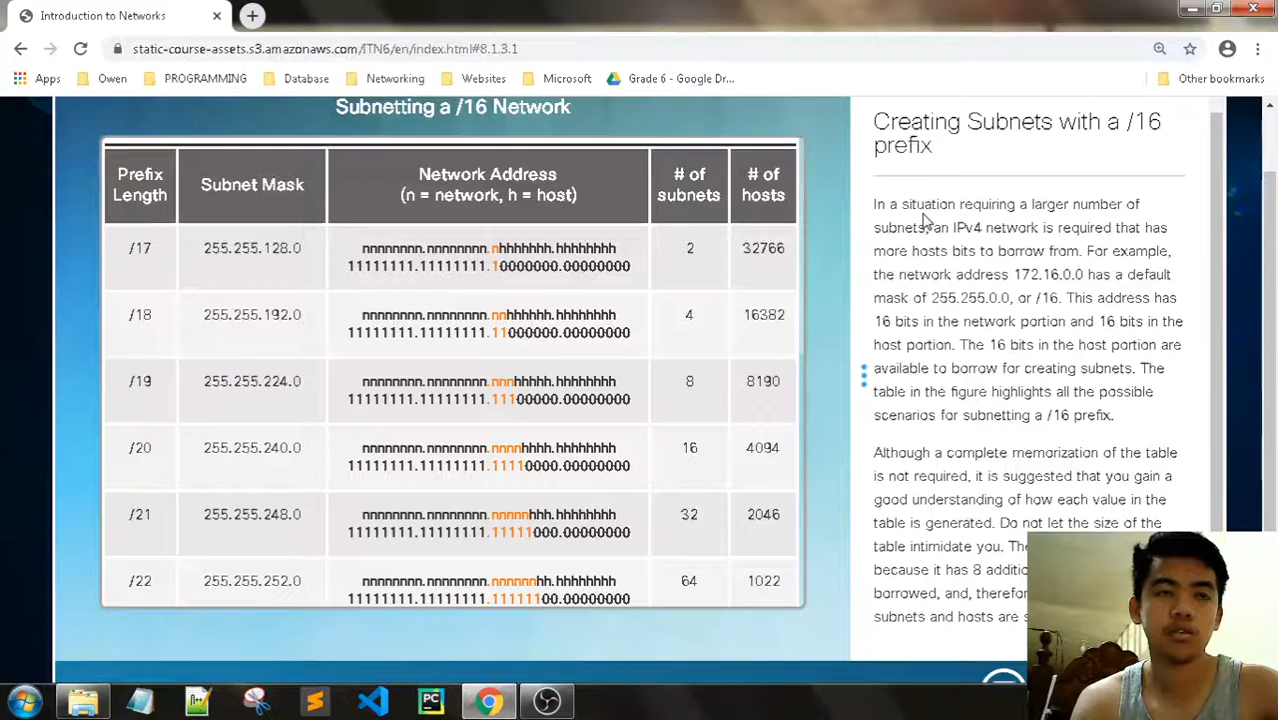 Introduction to Networks
static-course-assets.s3.amazonaws.com/ITN6/en/index.html#8.1.3.1
Apps Owen PROGRAMMING Database Networking Websites Microsoft Grade 6 - Google Dr... Other bookmarks
Subnetting a /16 Network
Prefix Length Subnet Mask Network Address (n = network, h = host) # of subnets # of hosts
/17 255.255.128.0 nnnnnnnn.nnnnnnnn.nhhhhhhh.hhhhhhhh 2 32766
11111111.11111111.10000000.00000000
/18 255.255.192.0 nnnnnnnn.nnnnnnnn.nnhhhhhh.hhhhhhhh 4 16382
11111111.11111111.11000000.00000000
/19 255.255.224.0 nnnnnnnn.nnnnnnnn.nnnhhhhh.hhhhhhhh 8 8190
11111111.11111111.11100000.00000000
/20 255.255.240.0 nnnnnnnn.nnnnnnnn.nnnnhhhh.hhhhhhhh 16 4094
11111111.11111111.11110000.00000000
/21 255.255.248.0 nnnnnnnn.nnnnnnnn.nnnnnhhh.hhhhhhhh 32 2046
11111111.11111111.11111000.00000000
/22 255.255.252.0 nnnnnnnn.nnnnnnnn.nnnnnnhh.hhhhhhhh 64 1022
11111111.11111111.11111100.00000000
Creating Subnets with a /16
prefix
In a situation requiring a larger number of
subnets, an IPv4 network is required that has
more hosts bits to borrow from. For example,
the network address 172.16.0.0 has a default
mask of 255.255.0.0, or /16. This address has
16 bits in the network portion and 16 bits in the
host portion. The 16 bits in the host portion are
available to borrow for creating subnets. The
table in the figure highlights all the possible
scenarios for subnetting a /16 prefix.
Although a complete memorization of the table
is not required, it is suggested that you gain a
good understanding of how each value in the
table is generated. Do not let the size of the
table intimidate you. The
because it has 8 additi
borrowed, and, therefor
subnets and hosts are s
PC